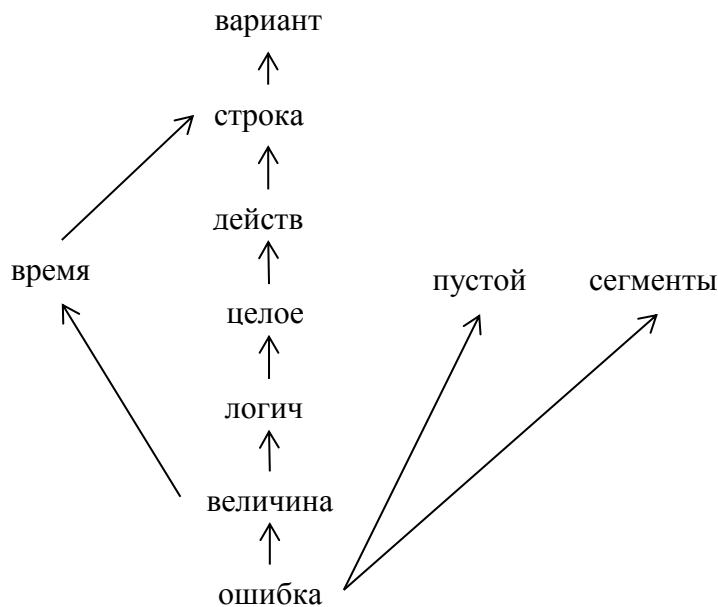 вариант
строка
действ
время
пустой сегменты
целое
логич
величина
ошибка